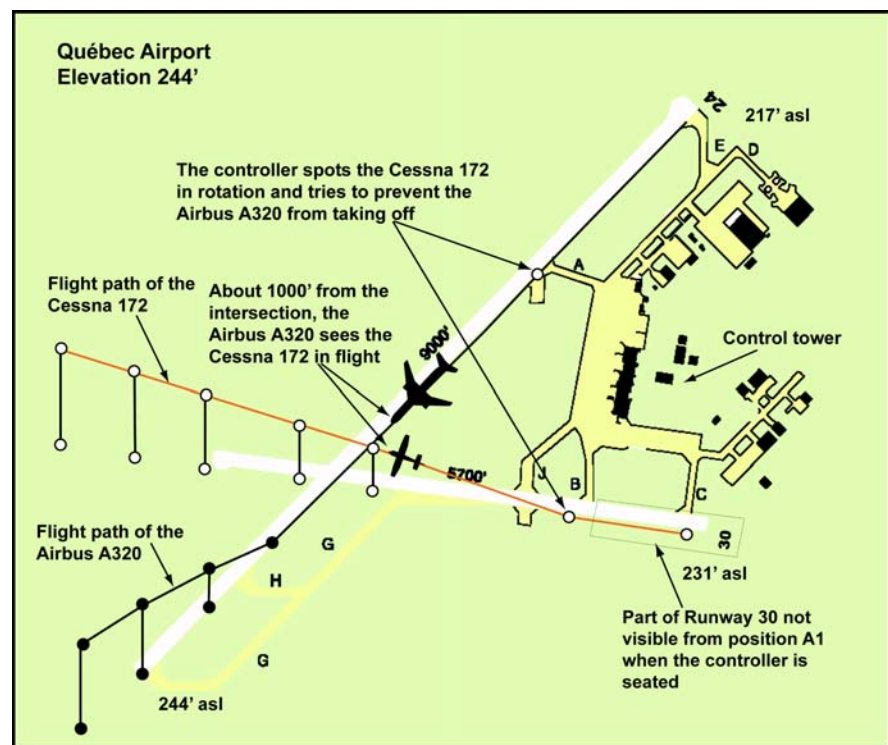 Québec Airport
Elevation 244'
24
217' asl
E
D
The controller spots the Cessna 172
in rotation and tries to prevent the
Airbus A320 from taking off
A
Flight path of the
Cessna 172
About 1000' from the
intersection, the
Airbus A320 sees the
Cessna 172 in flight
9000'
Control tower
5700'
J
B
C
Flight path of the
Airbus A320
G
H
30
231' asl
G
Part of Runway 30 not
visible from position A1
when the controller is
seated
244' asl